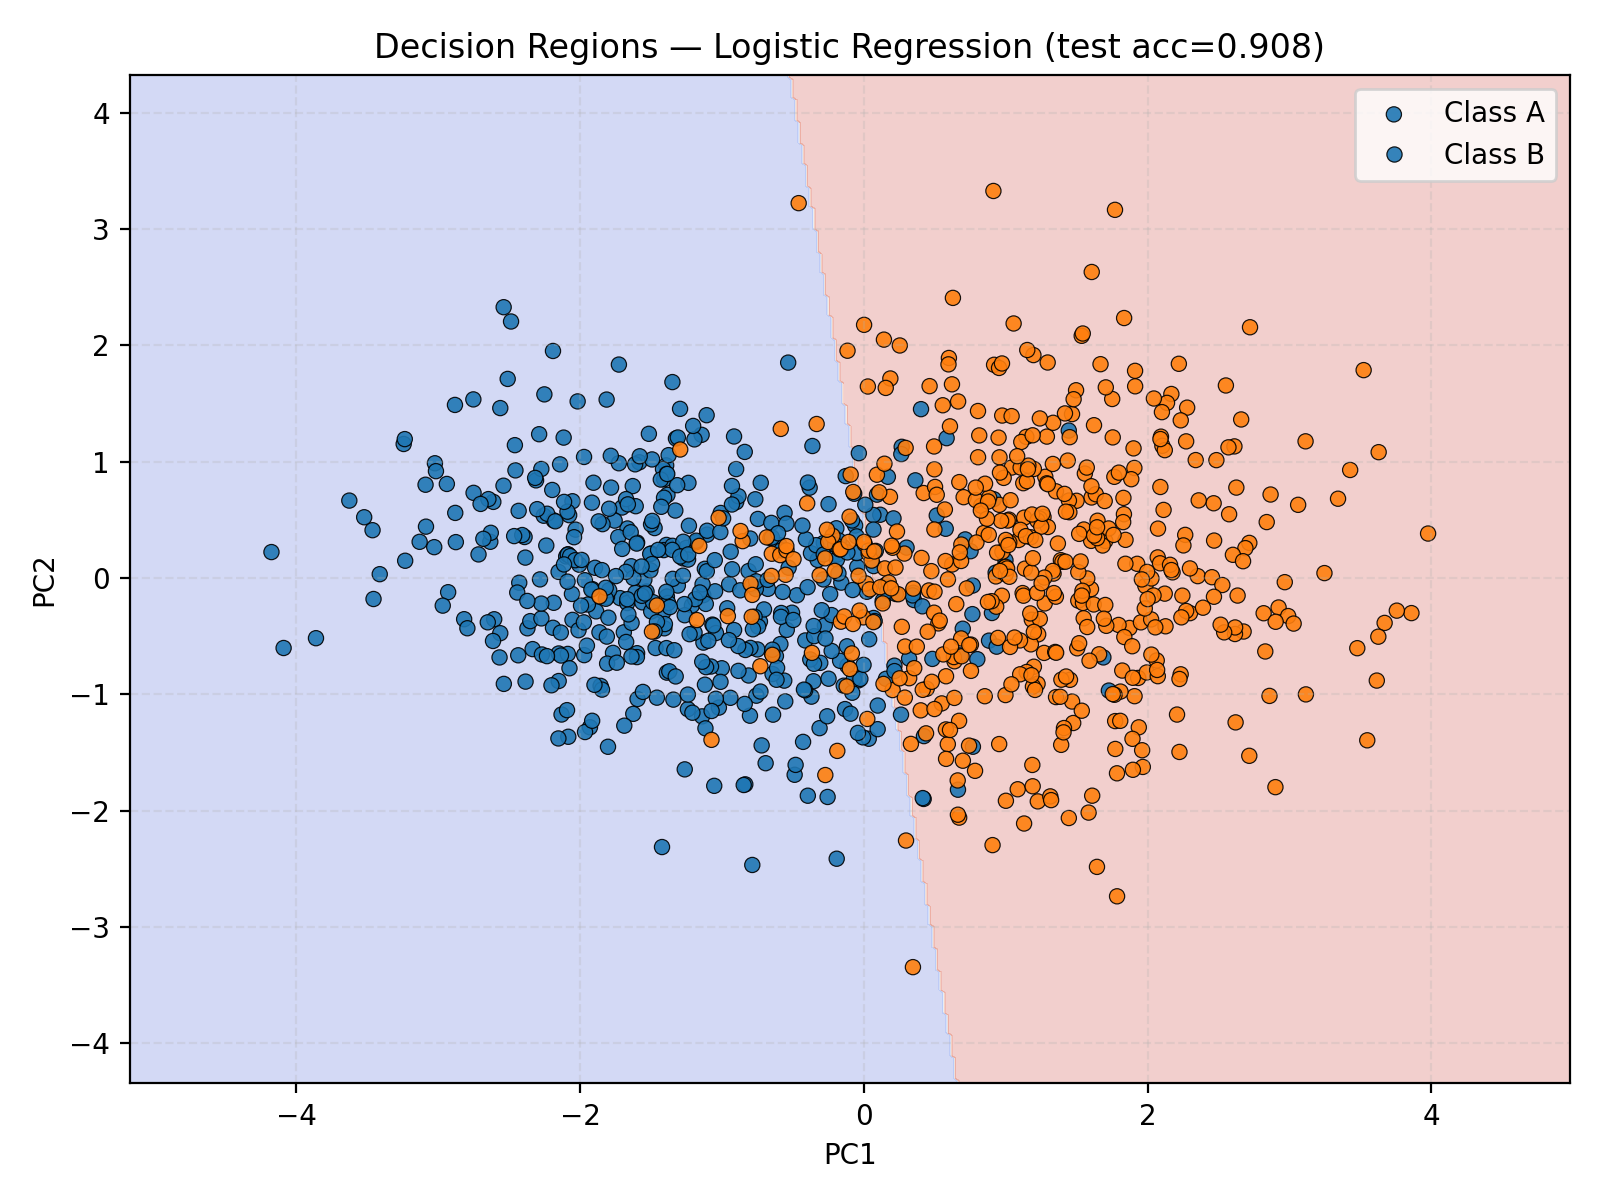 Decision Regions — Logistic Regression (test acc=0.908)
Class A
Class B
4
3
2
1
0
−1
−2
−3
−4
PC2
−4
−2
0
2
4
PC1